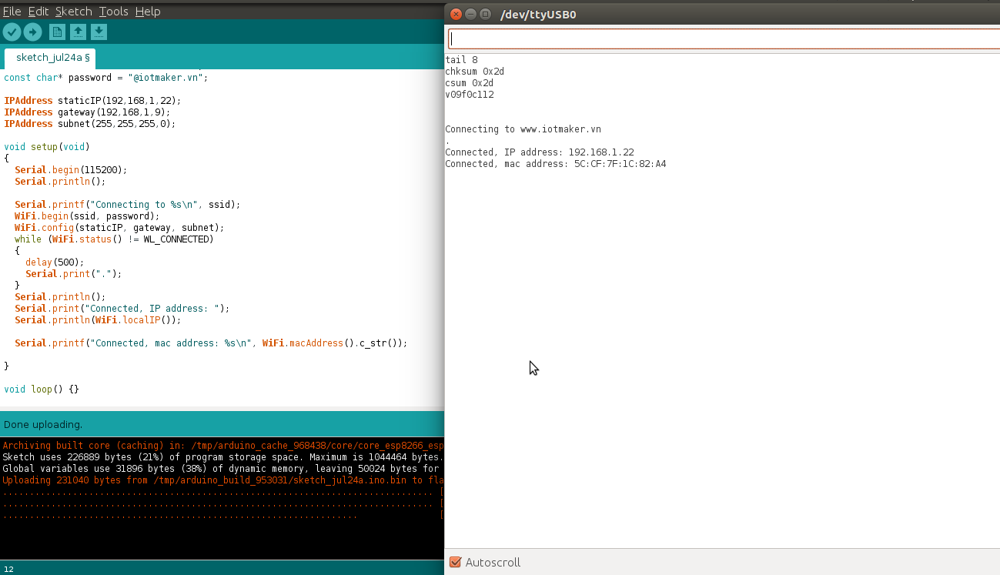 File Edit Sketch Tools Help
sketch_jul24a §
const char* password = "@iotmaker.vn";
IPAddress staticIP(192,168,1,22);
IPAddress gateway(192,168,1,9);
IPAddress subnet(255,255,255,0);
void setup(void)
{
Serial.begin(115200);
Serial.println();
Serial.printf("Connecting to %s\n", ssid);
WiFi.begin(ssid, password);
WiFi.config(staticIP, gateway, subnet);
while (WiFi.status() != WL_CONNECTED)
{
delay(500);
Serial.print(".");
}
Serial.println();
Serial.print("Connected, IP address: ");
Serial.println(WiFi.localIP());
Serial.printf("Connected, mac address: %s\n", WiFi.macAddress().c_str());
}
void loop() {}
Done uploading.
Archiving built core (caching) in: /tmp/arduino_cache_968438/core/core_esp8266_esp
Sketch uses 226889 bytes (21%) of program storage space. Maximum is 1044464 bytes.
Global variables use 31896 bytes (38%) of dynamic memory, leaving 50024 bytes for
Uploading 231040 bytes from /tmp/arduino_build_953031/sketch_jul24a.ino.bin to fla
................................................................................ [
................................................................................ [
.................................................................. [
12
/dev/ttyUSB0
tail 8
chksum 0x2d
csum 0x2d
v09f0c112
Connecting to www.iotmaker.vn
.
Connected, IP address: 192.168.1.22
Connected, mac address: 5C:CF:7F:1C:82:A4
Autoscroll